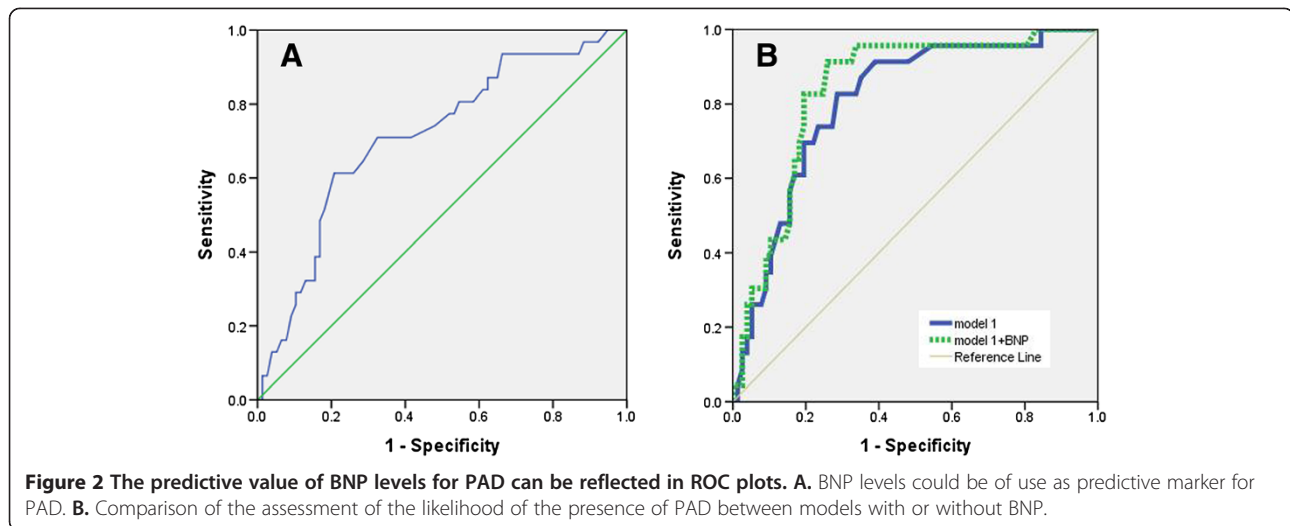 A
B
1.0
0.8
0.6
0.4
0.2
0.0
Sensitivity
0.0 0.2 0.4 0.6 0.8 1.0
1 - Specificity
1.0
0.8
0.6
0.4
0.2
0.0
Sensitivity
model 1
model 1+BNP
Reference Line
0.0 0.2 0.4 0.6 0.8 1.0
1 - Specificity
Figure 2 The predictive value of BNP levels for PAD can be reflected in ROC plots. A. BNP levels could be of use as predictive marker for
PAD. B. Comparison of the assessment of the likelihood of the presence of PAD between models with or without BNP.